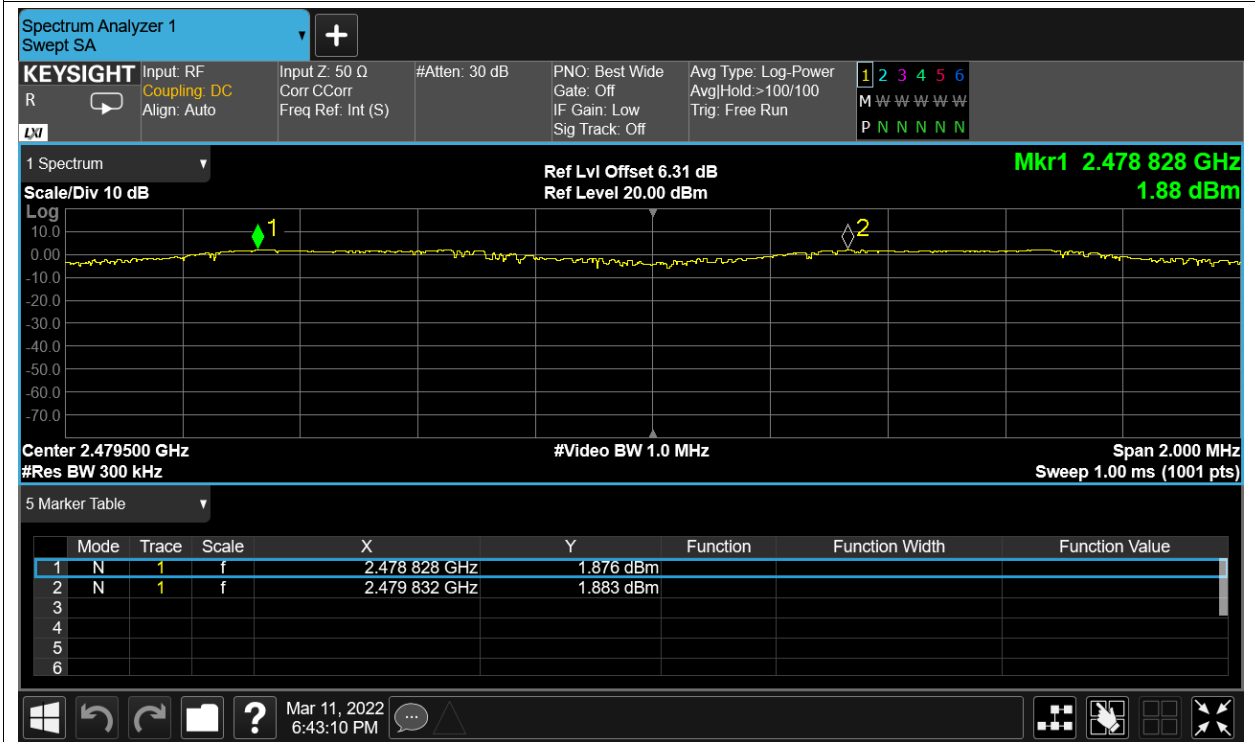 Spectrum Analyzer 1
Swept SA
+
KEYSIGHT
R
LXI
Input: RF
Coupling: DC
Align: Auto
Input Z: 50 Ω
Corr CCorr
Freq Ref: Int (S)
#Atten: 30 dB
PNO: Best Wide
Gate: Off
IF Gain: Low
Sig Track: Off
Avg Type: Log-Power
Avg|Hold:>100/100
Trig: Free Run
1 2 3 4 5 6
M W W W W W
P N N N N N
1 Spectrum
Scale/Div 10 dB
Ref Lvl Offset 6.31 dB
Ref Level 20.00 dBm
Mkr1 2.478 828 GHz
1.88 dBm
Log
10.0
0.00
-10.0
-20.0
-30.0
-40.0
-50.0
-60.0
-70.0
1
2
Center 2.479500 GHz
#Res BW 300 kHz
#Video BW 1.0 MHz
Span 2.000 MHz
Sweep 1.00 ms (1001 pts)
5 Marker Table
Mode Trace Scale X Y Function Function Width Function Value
1 N 1 f 2.478 828 GHz 1.876 dBm
2 N 1 f 2.479 832 GHz 1.883 dBm
3
4
5
6
?
Mar 11, 2022
6:43:10 PM